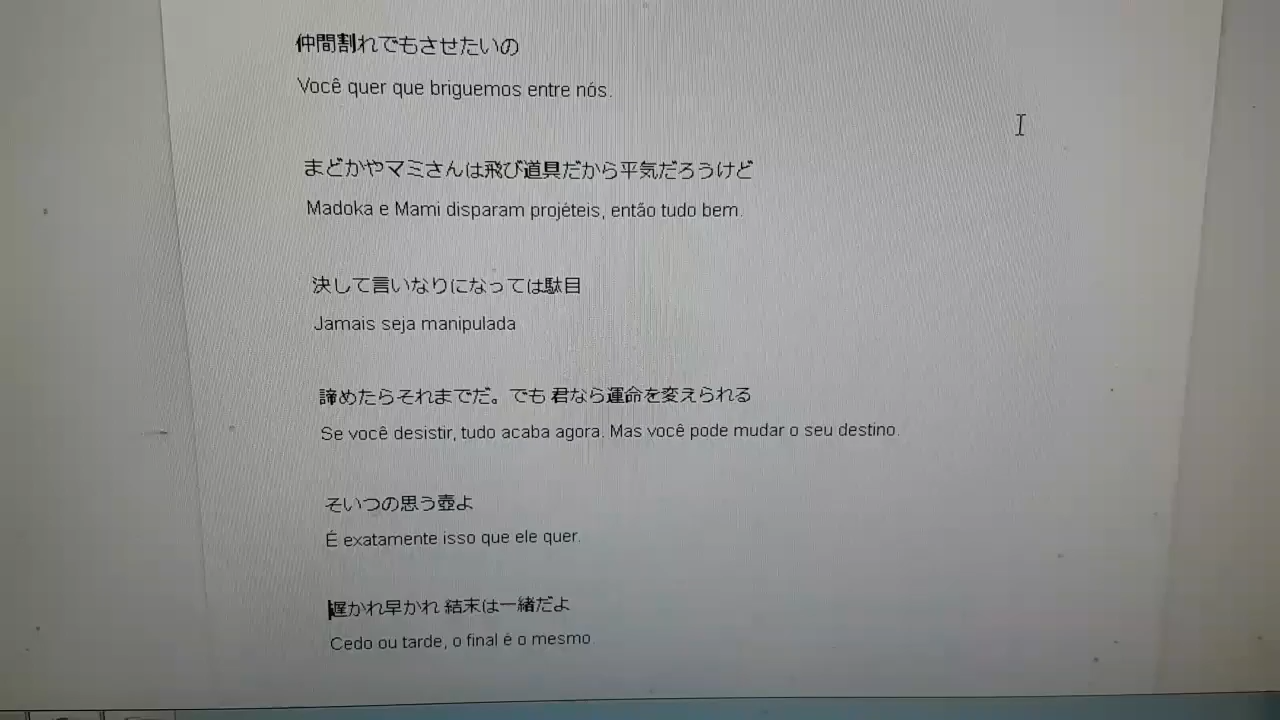 仲間割れでもさせたいの
Você quer que briguemos entre nós.
まどかやマミさんは飛び道具だから平気だろうけど
Madoka e Mami disparam projéteis, então tudo bem.
決して言いなりになっては駄目
Jamais seja manipulada
諦めたらそれまでだ。でも 君なら運命を変えられる
Se você desistir, tudo acaba agora. Mas você pode mudar o seu destino.
そいつの思う壺よ
É exatamente isso que ele quer.
遅かれ早かれ 結末は一緒だよ
Cedo ou tarde, o final é o mesmo